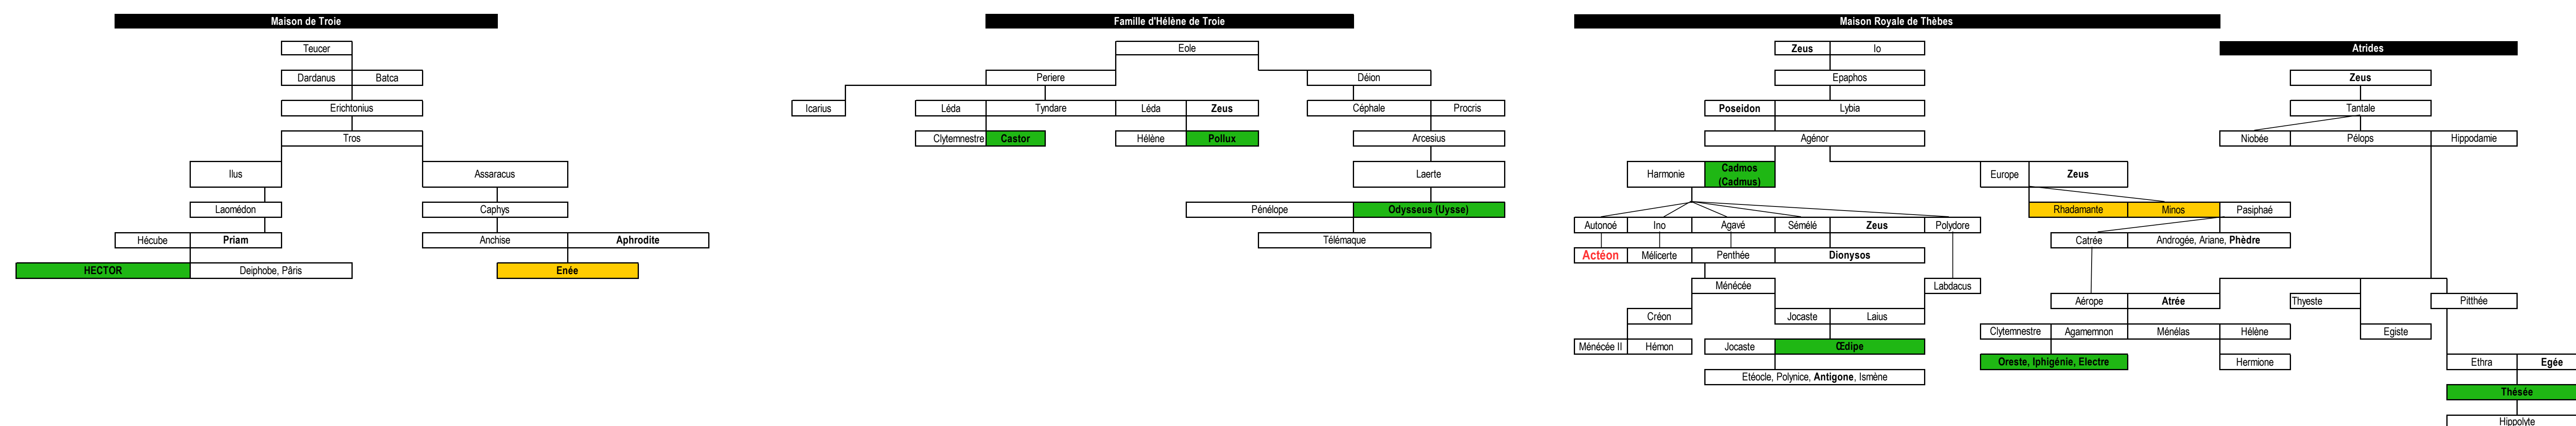 Maison de Troie
Teucer
Dardanus Batca
Erichtonius
Tros
Ilus Assaracus
Laomédon Caphys
Hécube Priam Anchise Aphrodite
HECTOR Deiphobe, Pâris Enée
Famille d'Hélène de Troie
Eole
Periere Déion
Icarius Léda Tyndare Léda Zeus Céphale Procris
Clytemnestre Castor Hélène Pollux Arcesius
Laerte
Pénélope Odysseus (Uysse)
Télémaque
Maison Royale de Thèbes
Zeus Io
Epaphos
Poseidon Lybia
Agénor
Harmonie Cadmos
(Cadmus)
Europe Zeus
Rhadamante Minos Pasiphaé
Autonoé Ino Agavé Sémélé Zeus Polydore
Catrée Androgée, Ariane, Phèdre
Actéon Mélicerte Penthée Dionysos
Ménécée Labdacus
Créon Jocaste Laius
Ménécée II Hémon Jocaste Œdipe
Etéocle, Polynice, Antigone, Ismène
Atrides
Zeus
Tantale
Niobée Pélops Hippodamie
Aérope Atrée Thyeste Pitthée
Clytemnestre Agamemnon Ménélas Hélène Egiste
Oreste, Iphigénie, Electre Hermione Ethra Egée
Thésée
Hippolyte